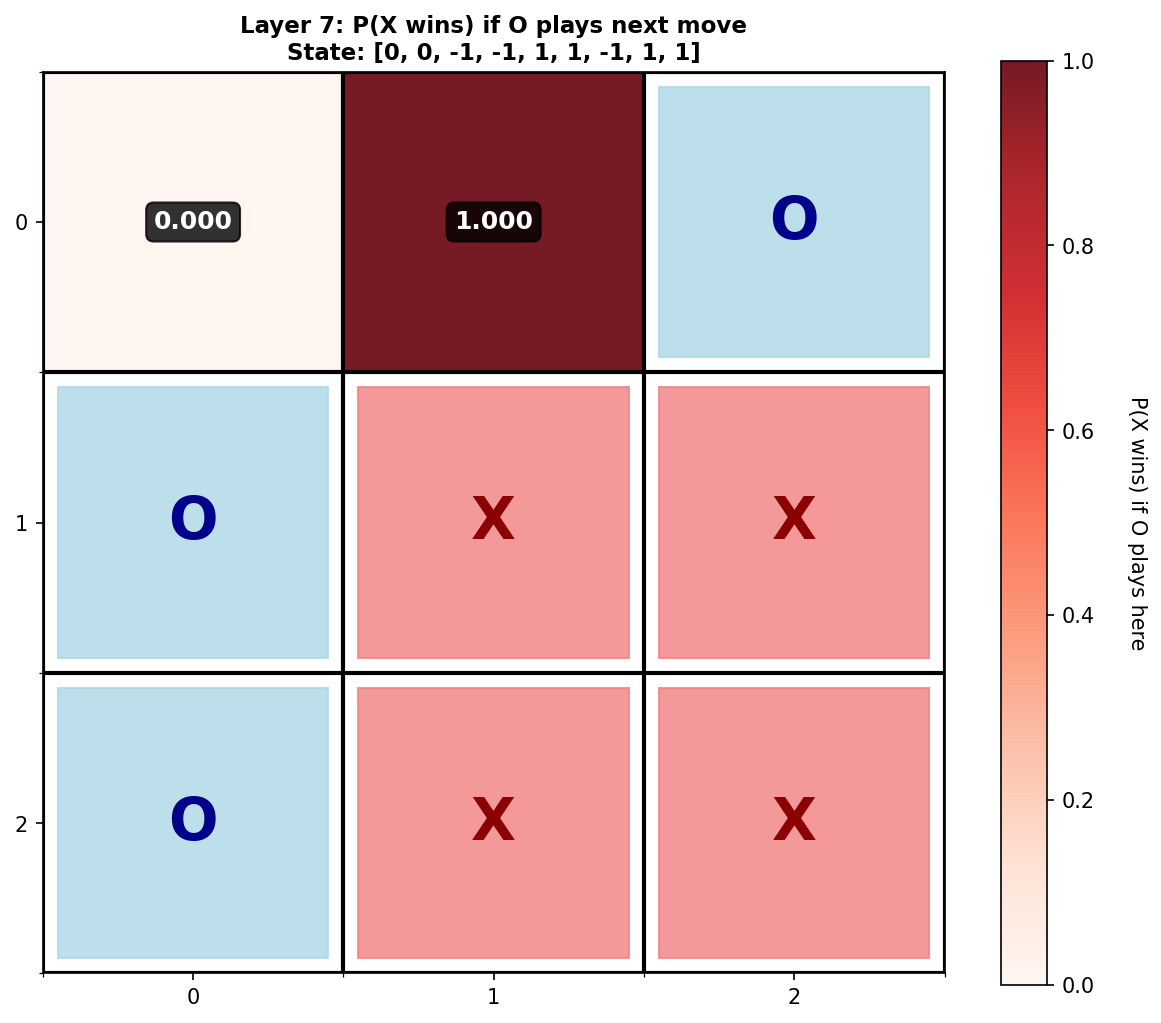 Layer 7: P(X wins) if O plays next move
State: [0, 0, -1, -1, 1, 1, -1, 1, 1]
0
0.000
1.000
O
1
O
X
X
2
O
X
X
0
1
2
1.0
0.8
0.6
0.4
0.2
0.0
P(X wins) if O plays here